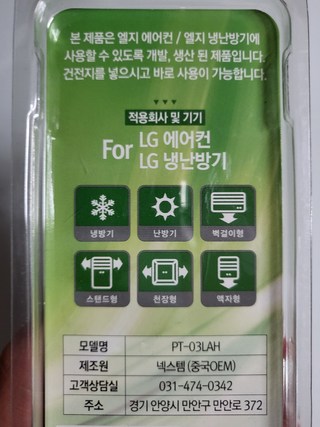 본 제품은 엘지 에어컨 / 엘지 냉난방기에
사용할 수 있도록 개발, 생산 된 제품입니다.
건전지를 넣으시고 바로 사용이 가능합니다.
적용회사 및 기기
For LG 에어컨
LG 냉난방기
냉방기 난방기 벽걸이형
스탠드형 천장형 액자형
모델명 PT-03LAH
제조원 넥스템 (중국OEM)
고객상담실 031-474-0342
주소 경기 안양시 만안구 만안로 372